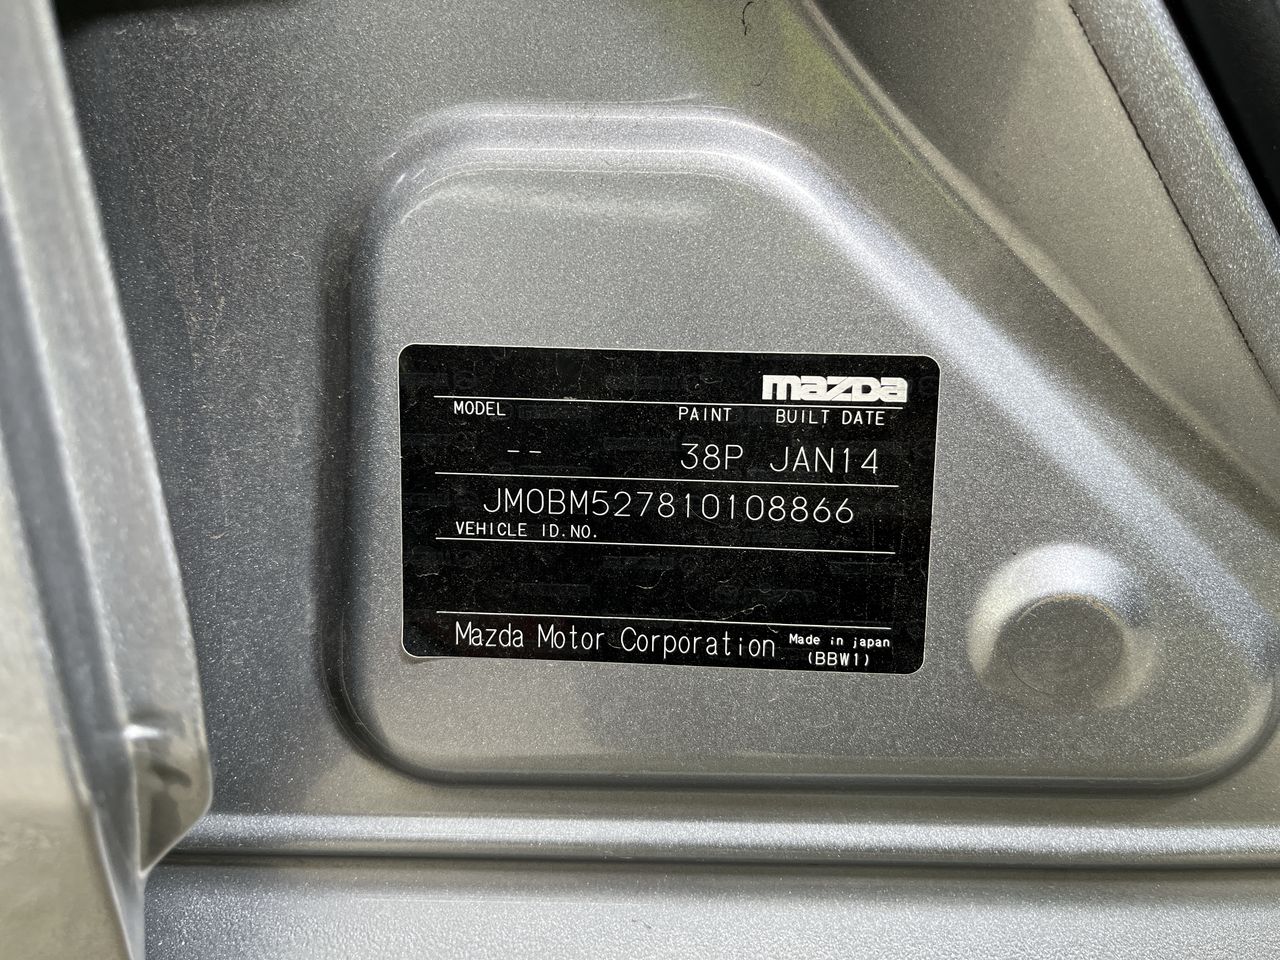 mazda
MODEL PAINT BUILT DATE
-- 38P JAN14
JM0BM527810108866
VEHICLE ID.NO.
Mazda Motor Corporation Made in japan
(BBW1)